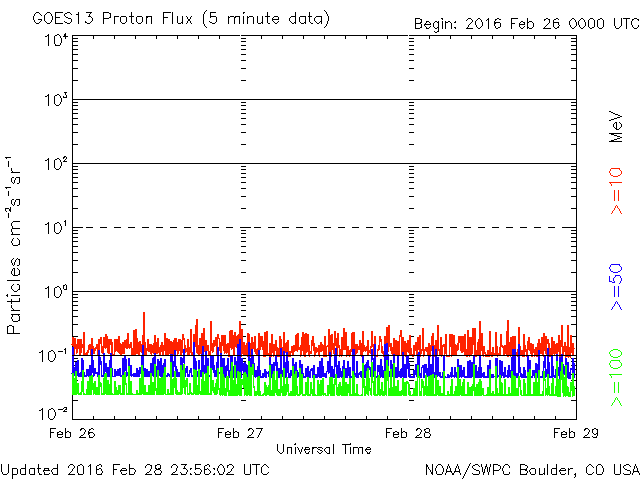 GOES13 Proton Flux (5 minute data)
Begin: 2016 Feb 26 0000 UTC
10⁴
10³
10²
10¹
10⁰
10⁻¹
10⁻²
Particles cm⁻²s⁻¹sr⁻¹
MeV
>=10
>=50
>=100
Feb 26 Feb 27 Feb 28 Feb 29
Universal Time
Updated 2016 Feb 28 23:56:02 UTC
NOAA/SWPC Boulder, CO USA